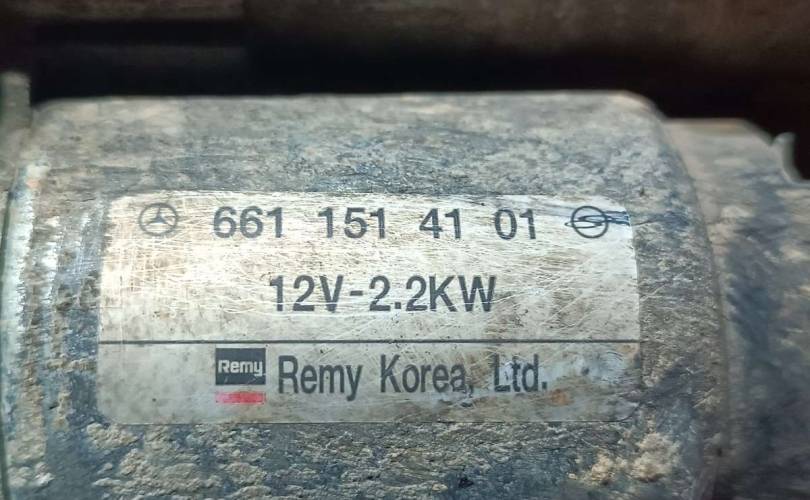 661 151 41 01
12V-2.2KW
Remy Remy Korea, Ltd.